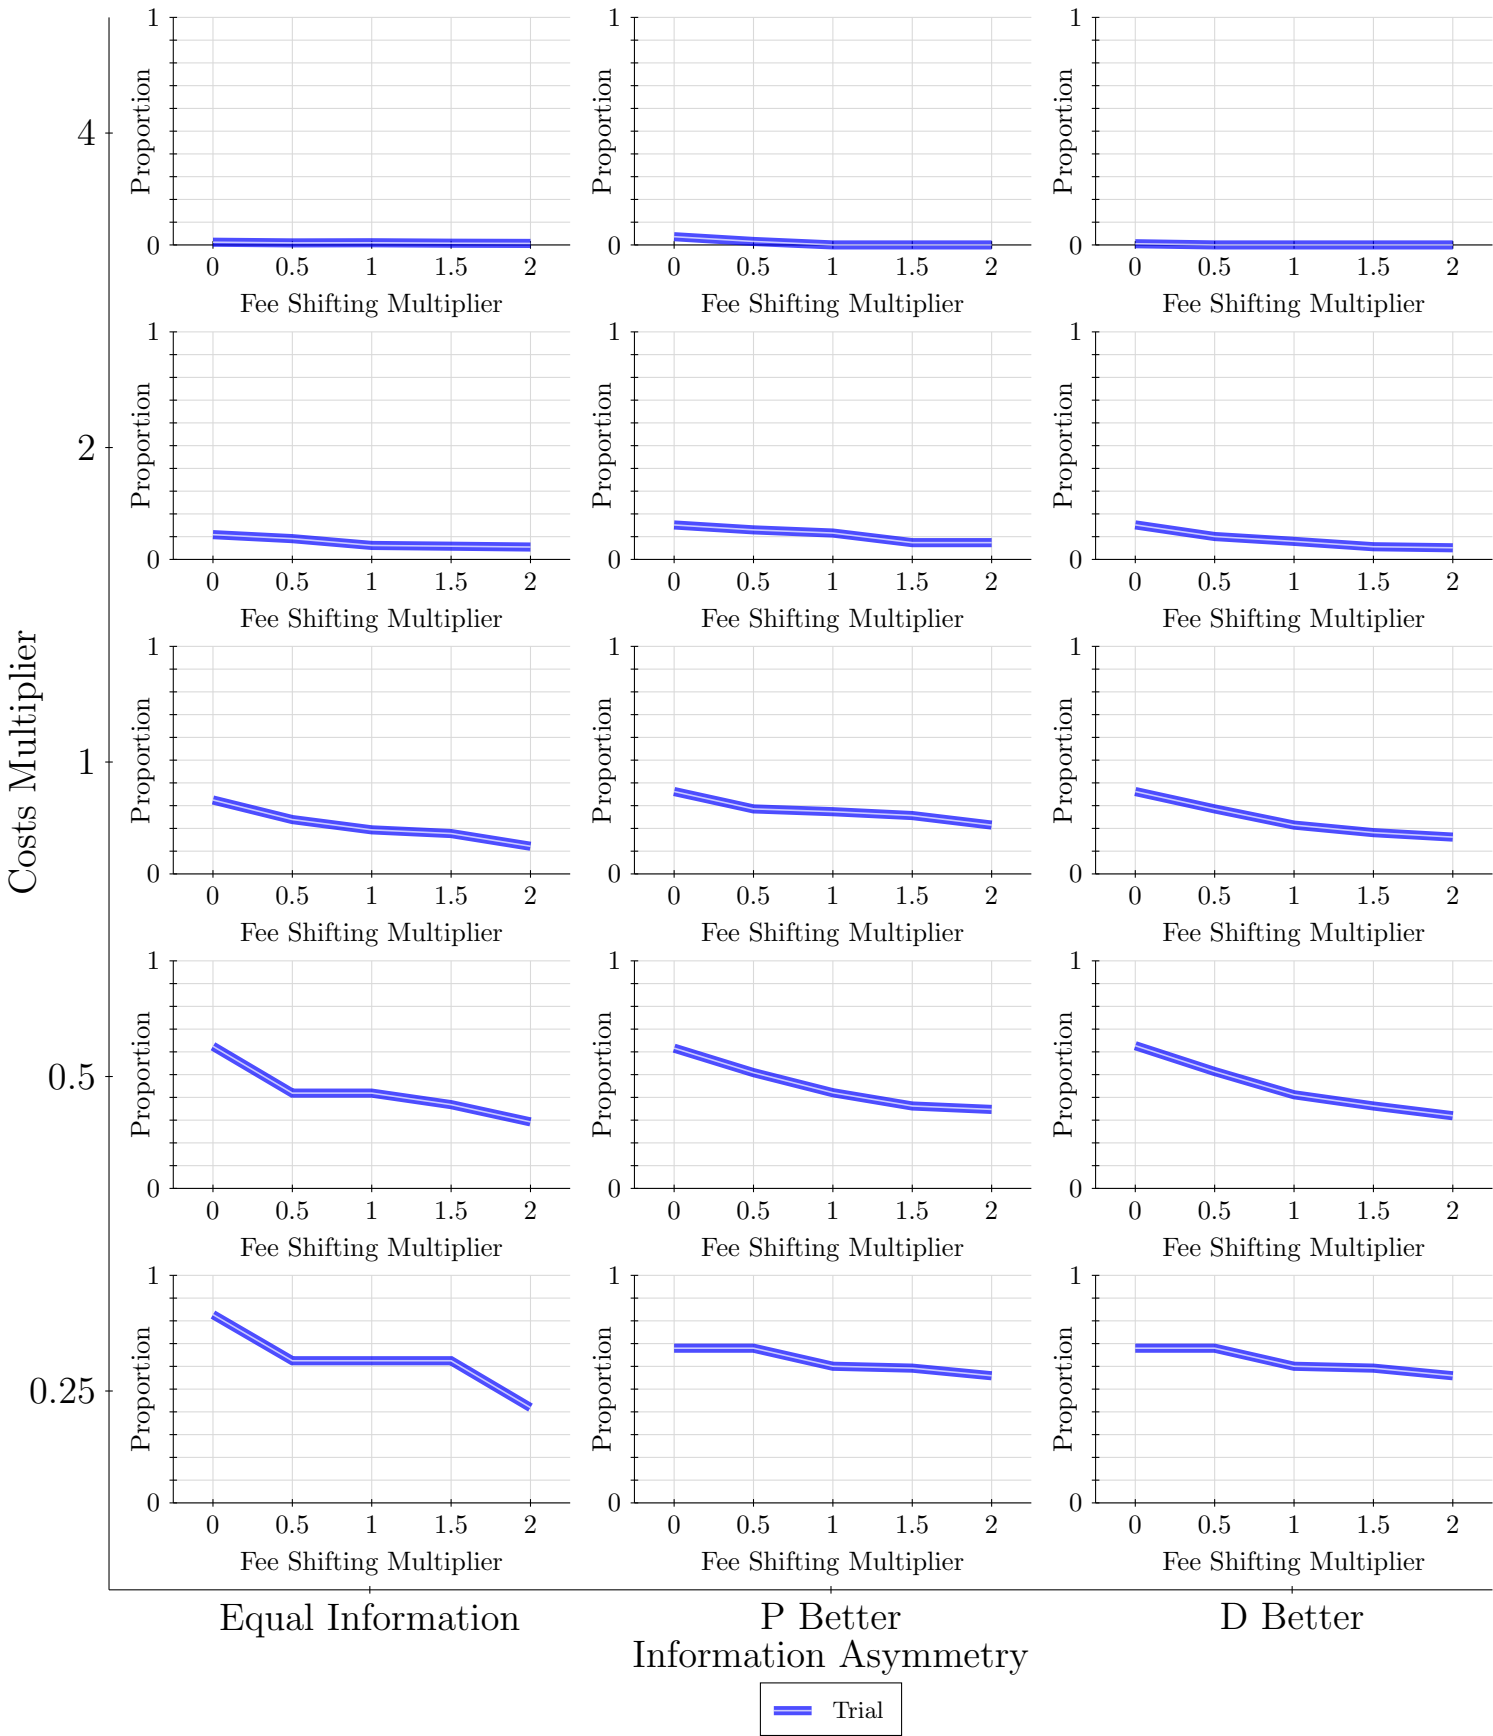 Costs Multiplier
4
1
Proportion
0
0 0.5 1 1.5 2
Fee Shifting Multiplier
1
Proportion
0
0 0.5 1 1.5 2
Fee Shifting Multiplier
1
Proportion
0
0 0.5 1 1.5 2
Fee Shifting Multiplier
2
1
Proportion
0
0 0.5 1 1.5 2
Fee Shifting Multiplier
1
Proportion
0
0 0.5 1 1.5 2
Fee Shifting Multiplier
1
Proportion
0
0 0.5 1 1.5 2
Fee Shifting Multiplier
1
1
Proportion
0
0 0.5 1 1.5 2
Fee Shifting Multiplier
1
Proportion
0
0 0.5 1 1.5 2
Fee Shifting Multiplier
1
Proportion
0
0 0.5 1 1.5 2
Fee Shifting Multiplier
0.5
1
Proportion
0
0 0.5 1 1.5 2
Fee Shifting Multiplier
1
Proportion
0
0 0.5 1 1.5 2
Fee Shifting Multiplier
1
Proportion
0
0 0.5 1 1.5 2
Fee Shifting Multiplier
0.25
1
Proportion
0
0 0.5 1 1.5 2
Fee Shifting Multiplier
1
Proportion
0
0 0.5 1 1.5 2
Fee Shifting Multiplier
1
Proportion
0
0 0.5 1 1.5 2
Fee Shifting Multiplier
Equal Information
P Better
D Better
Information Asymmetry
Trial